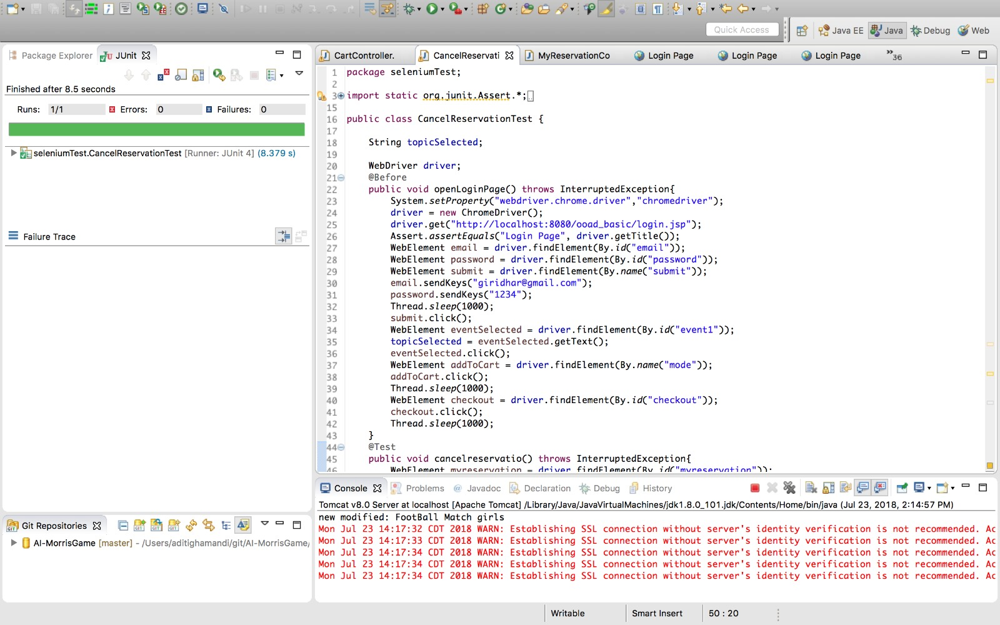 Quick Access
Java EE
Java
Debug
Web
Package Explorer
JUnit
Finished after 8.5 seconds
Runs: 1/1 Errors: 0 Failures: 0
seleniumTest.CancelReservationTest [Runner: JUnit 4] (8.379 s)
Failure Trace
Git Repositories
AI-MorrisGame [master] - /Users/aditighamandi/git/AI-MorrisGame/
CartController.
CancelReservati
MyReservationCo
Login Page
Login Page
Login Page
»36
1 package seleniumTest;
2
3 import static org.junit.Assert.*;
15
16 public class CancelReservationTest {
17
18 String topicSelected;
19
20 WebDriver driver;
21 @Before
22 public void openLoginPage() throws InterruptedException{
23 System.setProperty("webdriver.chrome.driver","chromedriver");
24 driver = new ChromeDriver();
25 driver.get("http://localhost:8080/ooad_basic/login.jsp");
26 Assert.assertEquals("Login Page", driver.getTitle());
27 WebElement email = driver.findElement(By.id("email"));
28 WebElement password = driver.findElement(By.id("password"));
29 WebElement submit = driver.findElement(By.name("submit"));
30 email.sendKeys("giridhar@gmail.com");
31 password.sendKeys("1234");
32 Thread.sleep(1000);
33 submit.click();
34 WebElement eventSelected = driver.findElement(By.id("event1"));
35 topicSelected = eventSelected.getText();
36 eventSelected.click();
37 WebElement addToCart = driver.findElement(By.name("mode"));
38 addToCart.click();
39 Thread.sleep(1000);
40 WebElement checkout = driver.findElement(By.id("checkout"));
41 checkout.click();
42 Thread.sleep(1000);
43 }
44 @Test
45 public void cancelreservatio() throws InterruptedException{
46 WebElement myreservation = driver.findElement(By.id("myreservation"));
Console
Problems
Javadoc
Declaration
Debug
History
Tomcat v8.0 Server at localhost [Apache Tomcat] /Library/Java/JavaVirtualMachines/jdk1.8.0_101.jdk/Contents/Home/bin/java (Jul 23, 2018, 2:14:57 PM)
new modified: FootBall Match girls
Mon Jul 23 14:17:32 CDT 2018 WARN: Establishing SSL connection without server's identity verification is not recommended. Ac
Mon Jul 23 14:17:33 CDT 2018 WARN: Establishing SSL connection without server's identity verification is not recommended. Ac
Mon Jul 23 14:17:34 CDT 2018 WARN: Establishing SSL connection without server's identity verification is not recommended. Ac
Mon Jul 23 14:17:34 CDT 2018 WARN: Establishing SSL connection without server's identity verification is not recommended. Ac
Mon Jul 23 14:17:34 CDT 2018 WARN: Establishing SSL connection without server's identity verification is not recommended. Ac
Writable
Smart Insert
50 : 20